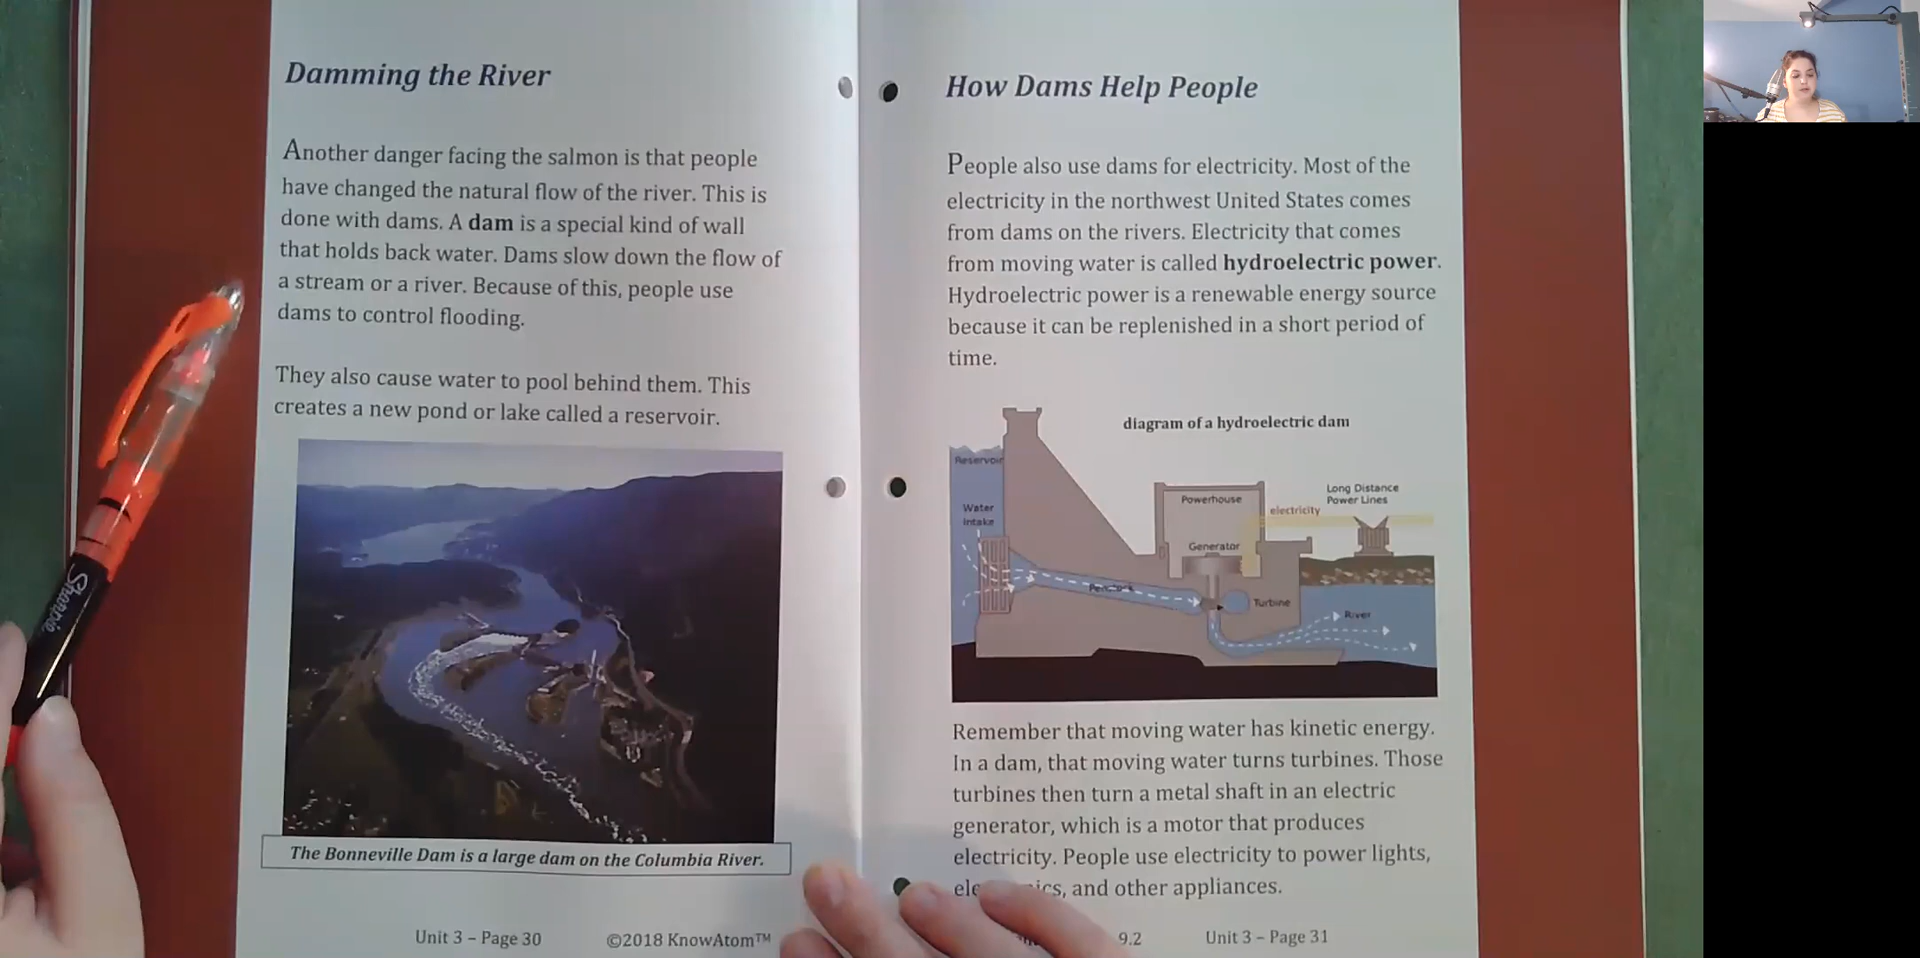 Damming the River
Another danger facing the salmon is that people
have changed the natural flow of the river. This is
done with dams. A dam is a special kind of wall
that holds back water. Dams slow down the flow of
a stream or a river. Because of this, people use
dams to control flooding.
They also cause water to pool behind them. This
creates a new pond or lake called a reservoir.
The Bonneville Dam is a large dam on the Columbia River.
Unit 3 – Page 30
©2018 KnowAtom™
Sharpie
How Dams Help People
People also use dams for electricity. Most of the
electricity in the northwest United States comes
from dams on the rivers. Electricity that comes
from moving water is called hydroelectric power.
Hydroelectric power is a renewable energy source
because it can be replenished in a short period of
time.
diagram of a hydroelectric dam
Reservoir
Water
Intake
Penstock
Powerhouse
Generator
Turbine
electricity
Long Distance
Power Lines
River
Remember that moving water has kinetic energy.
In a dam, that moving water turns turbines. Those
turbines then turn a metal shaft in an electric
generator, which is a motor that produces
electricity. People use electricity to power lights,
and other appliances.
9.2
Unit 3 – Page 31